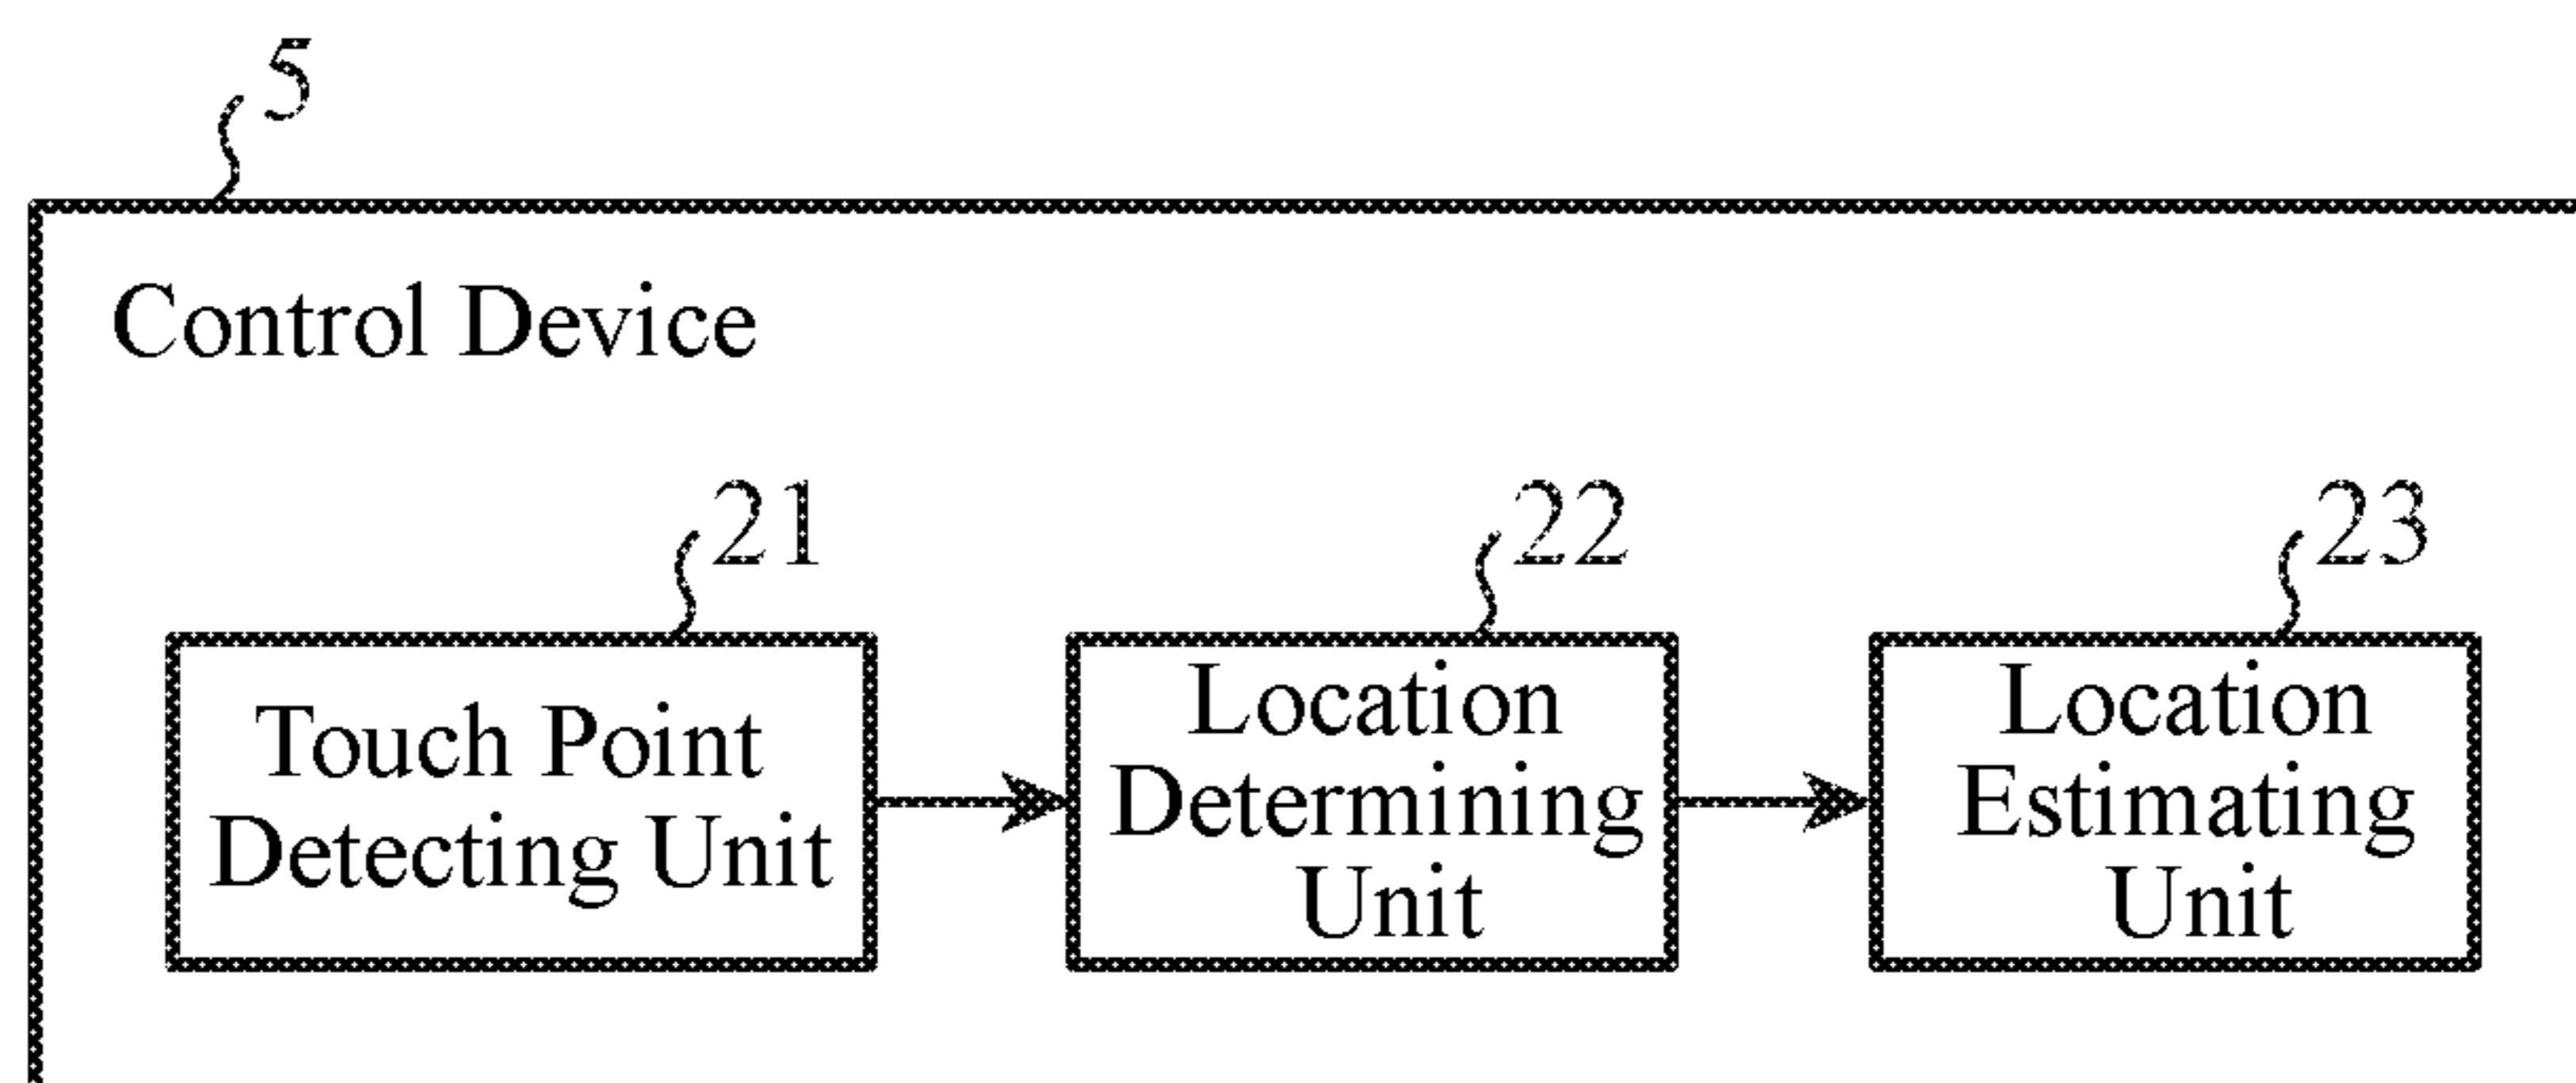 5
Control Device
21
22
23
Touch Point
Detecting Unit
Location
Determining
Unit
Location
Estimating
Unit